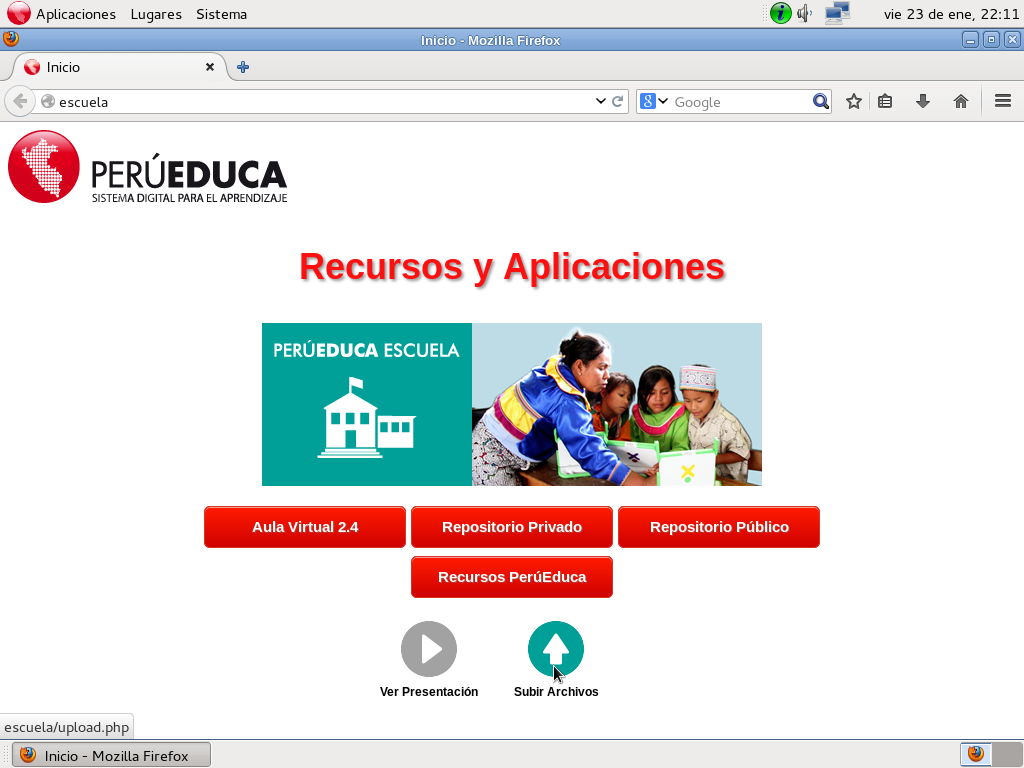 Aplicaciones Lugares Sistema
vie 23 de ene, 22:11
Inicio - Mozilla Firefox
Inicio
escuela
Google
PERÚEDUCA
SISTEMA DIGITAL PARA EL APRENDIZAJE
Recursos y Aplicaciones
PERÚEDUCA ESCUELA
Aula Virtual 2.4
Repositorio Privado
Repositorio Público
Recursos PerúEduca
Ver Presentación
Subir Archivos
escuela/upload.php
Inicio - Mozilla Firefox